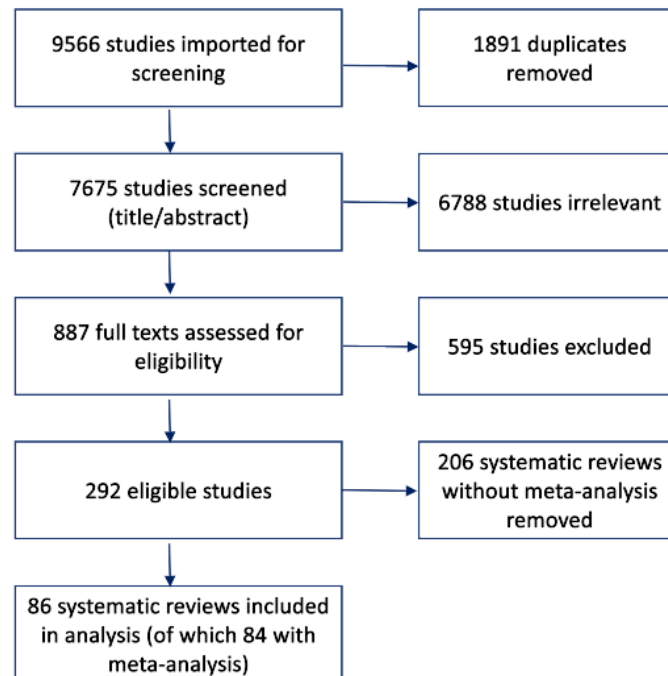 9566 studies imported for
screening
1891 duplicates
removed
7675 studies screened
(title/abstract)
6788 studies irrelevant
887 full texts assessed for
eligibility
595 studies excluded
292 eligible studies
206 systematic reviews
without meta-analysis
removed
86 systematic reviews included
in analysis (of which 84 with
meta-analysis)